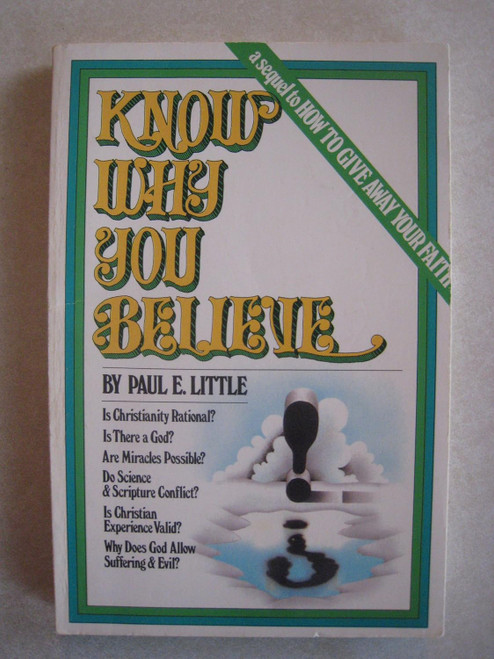 a sequel to HOW TO GIVE AWAY YOUR FAITH
KNOW
WHY
YOU
BELIEVE
BY PAUL E. LITTLE
Is Christianity Rational?
Is There a God?
Are Miracles Possible?
Do Science
& Scripture Conflict?
Is Christian
Experience Valid?
Why Does God Allow
Suffering & Evil?